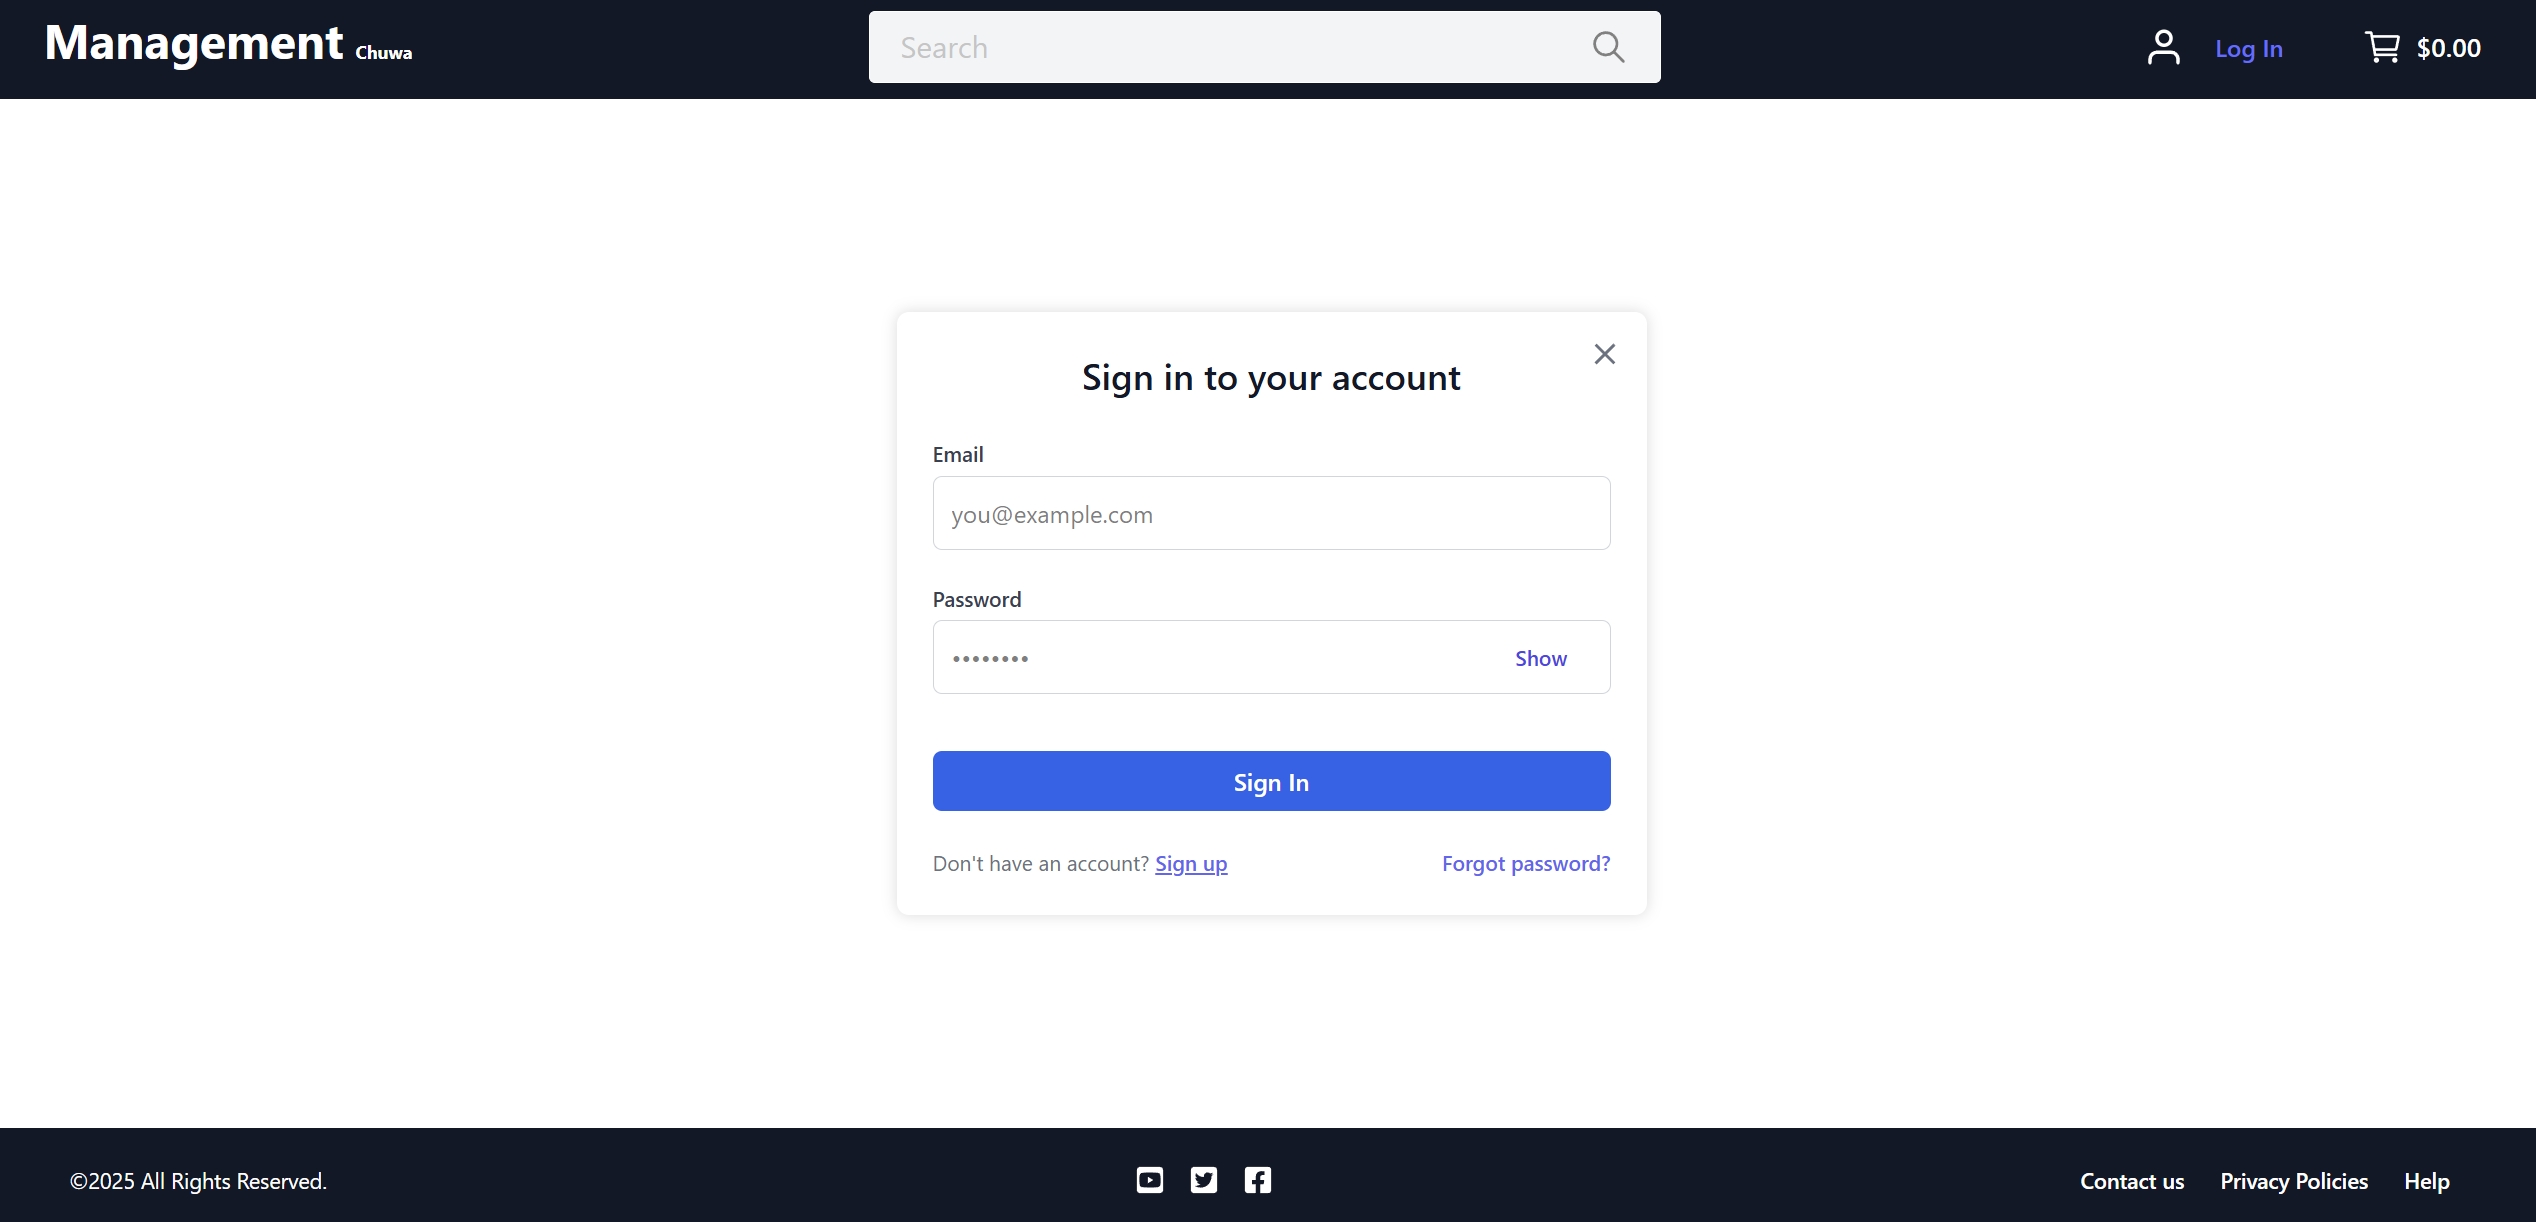 Management Chuwa
Search
Log In
$0.00
Sign in to your account
Email
you@example.com
Password
••••••••
Show
Sign In
Don't have an account? Sign up
Forgot password?
©2025 All Rights Reserved.
Contact us
Privacy Policies
Help